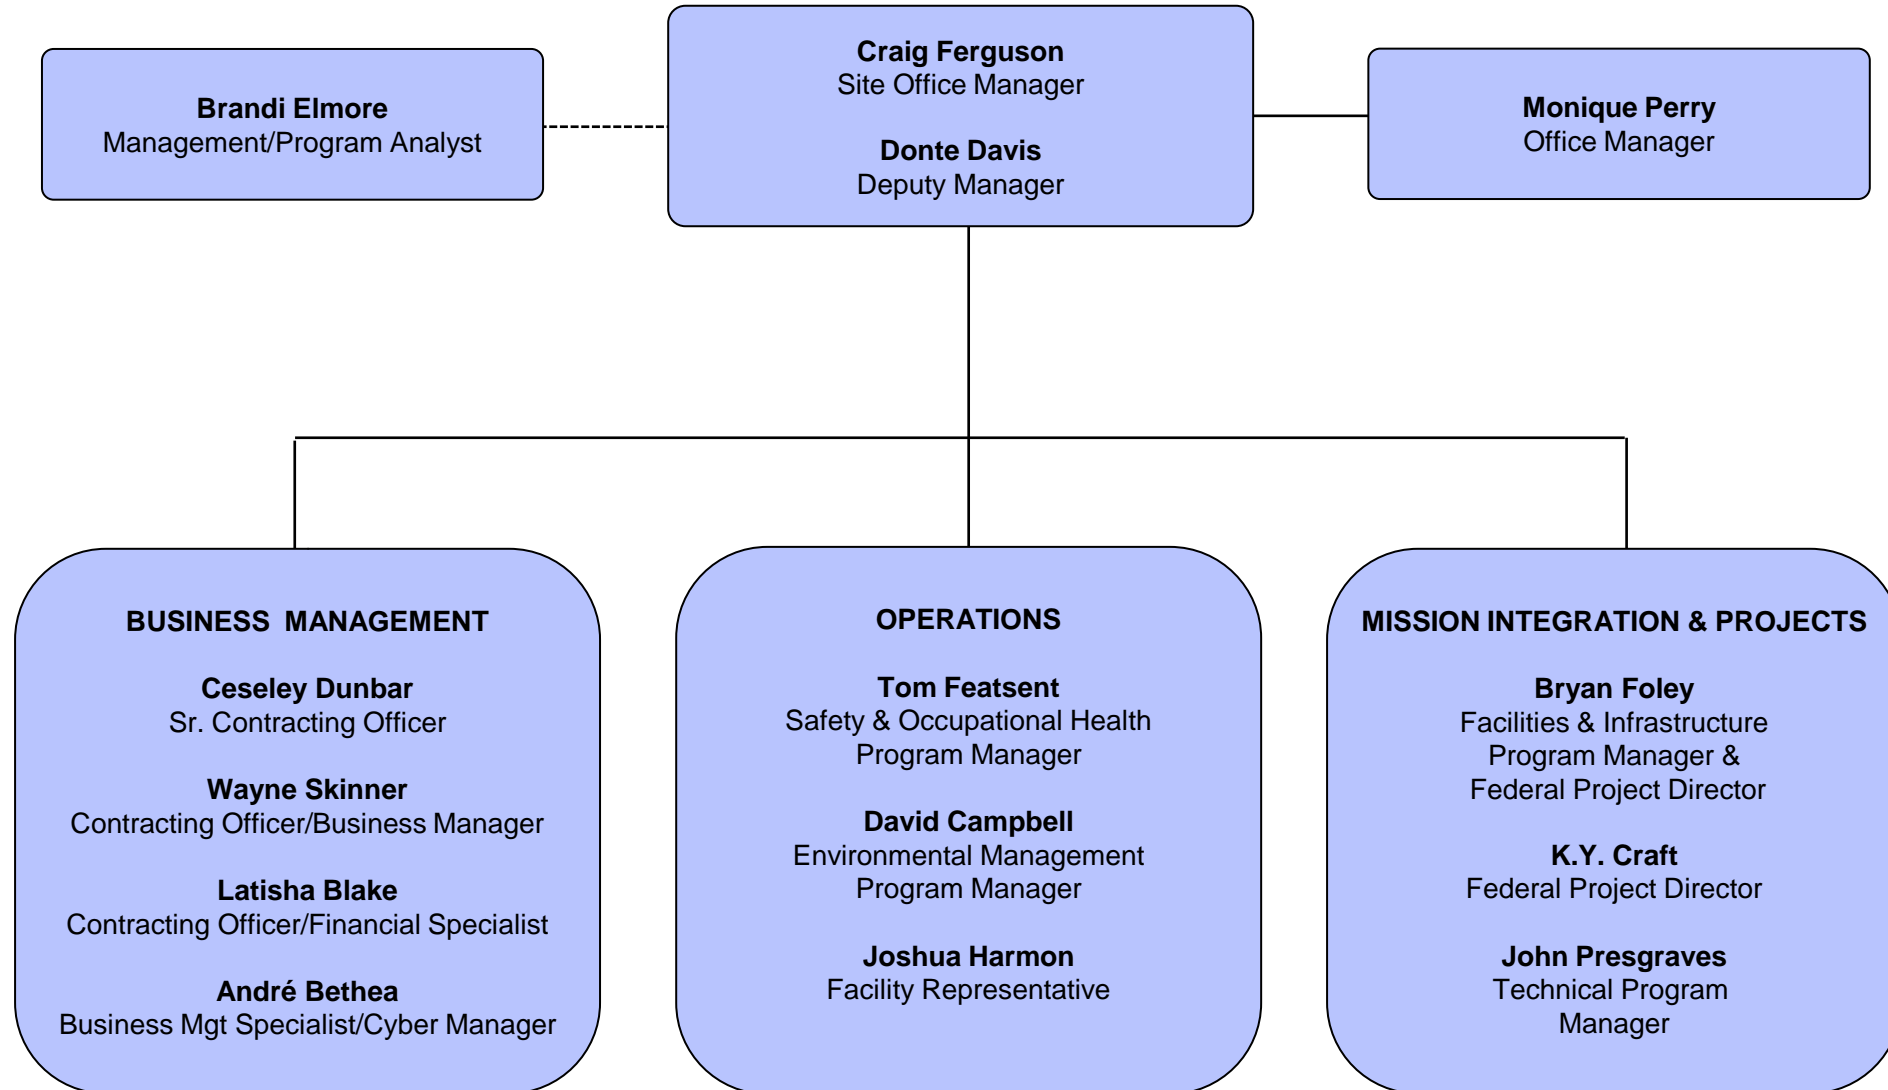 Craig Ferguson
Site Office Manager
Donte Davis
Deputy Manager
Brandi Elmore
Management/Program Analyst
Monique Perry
Office Manager
BUSINESS MANAGEMENT
Ceseley Dunbar
Sr. Contracting Officer
Wayne Skinner
Contracting Officer/Business Manager
Latisha Blake
Contracting Officer/Financial Specialist
André Bethea
Business Mgt Specialist/Cyber Manager
OPERATIONS
Tom Featsent
Safety & Occupational Health
Program Manager
David Campbell
Environmental Management
Program Manager
Joshua Harmon
Facility Representative
MISSION INTEGRATION & PROJECTS
Bryan Foley
Facilities & Infrastructure
Program Manager &
Federal Project Director
K.Y. Craft
Federal Project Director
John Presgraves
Technical Program
Manager